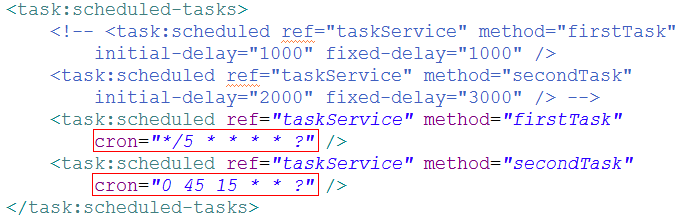 <task:scheduled-tasks>
<!-- <task:scheduled ref="taskService" method="firstTask"
initial-delay="1000" fixed-delay="1000" />
<task:scheduled ref="taskService" method="secondTask"
initial-delay="2000" fixed-delay="3000" /> -->
<task:scheduled ref="taskService" method="firstTask"
cron="*/5 * * * * ?" />
<task:scheduled ref="taskService" method="secondTask"
cron="0 45 15 * * ?" />
</task:scheduled-tasks>